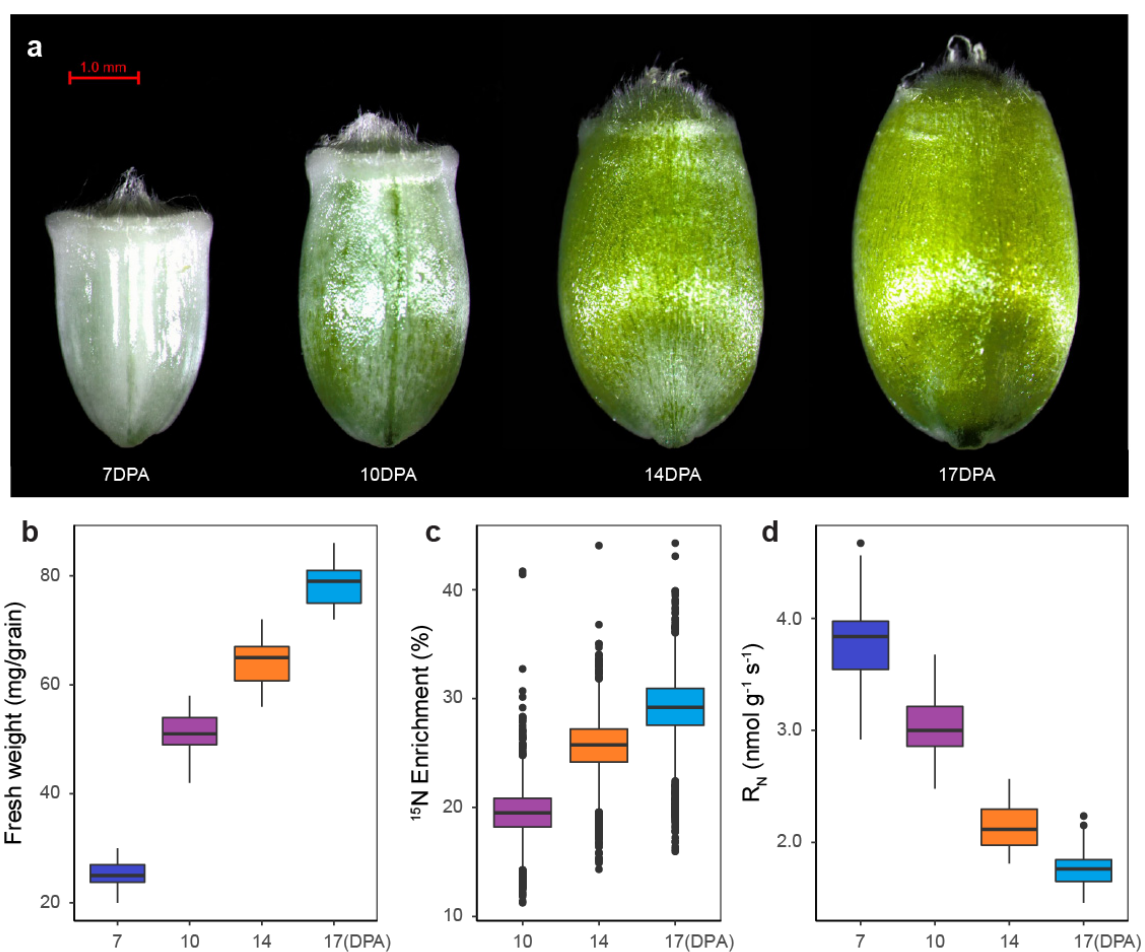 a
1.0 mm
7DPA
10DPA
14DPA
17DPA
b
Fresh weight (mg/grain)
80
60
40
20
7
10
14
17(DPA)
c
¹⁵N Enrichment (%)
40
30
20
10
10
14
17(DPA)
d
R_N (nmol g⁻¹ s⁻¹)
4.0
3.0
2.0
7
10
14
17(DPA)